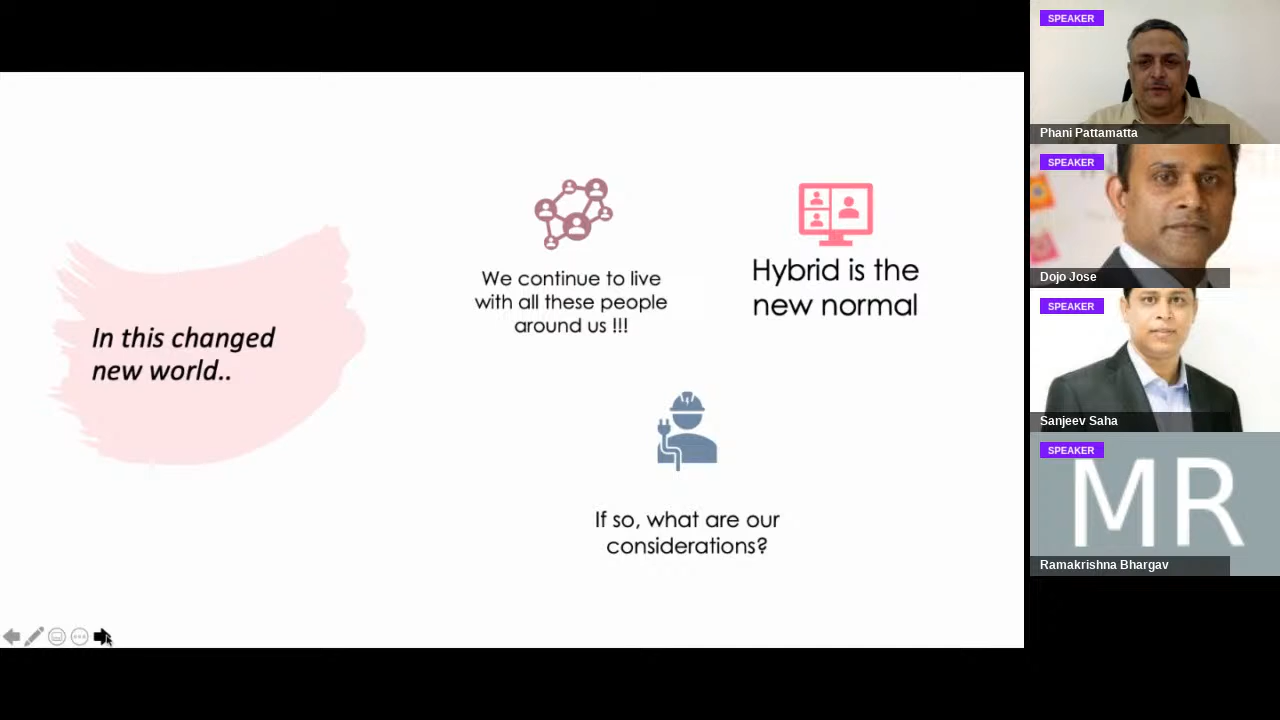 In this changed
new world..
We continue to live
with all these people
around us !!!
Hybrid is the
new normal
If so, what are our
considerations?
SPEAKER
Phani Pattamatta
SPEAKER
Dojo Jose
SPEAKER
Sanjeev Saha
SPEAKER
MR
Ramakrishna Bhargav